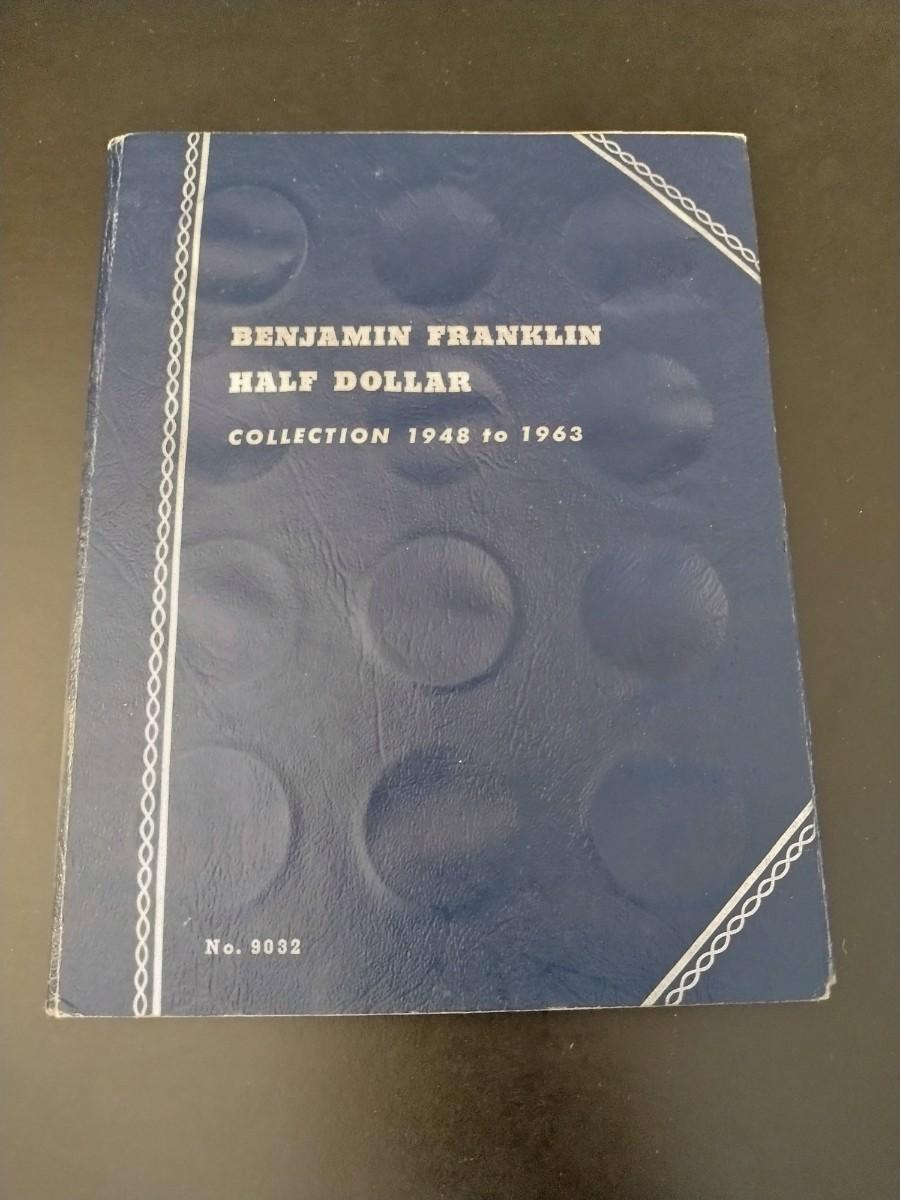 BENJAMIN FRANKLIN
HALF DOLLAR
COLLECTION 1948 to 1963
No. 9032